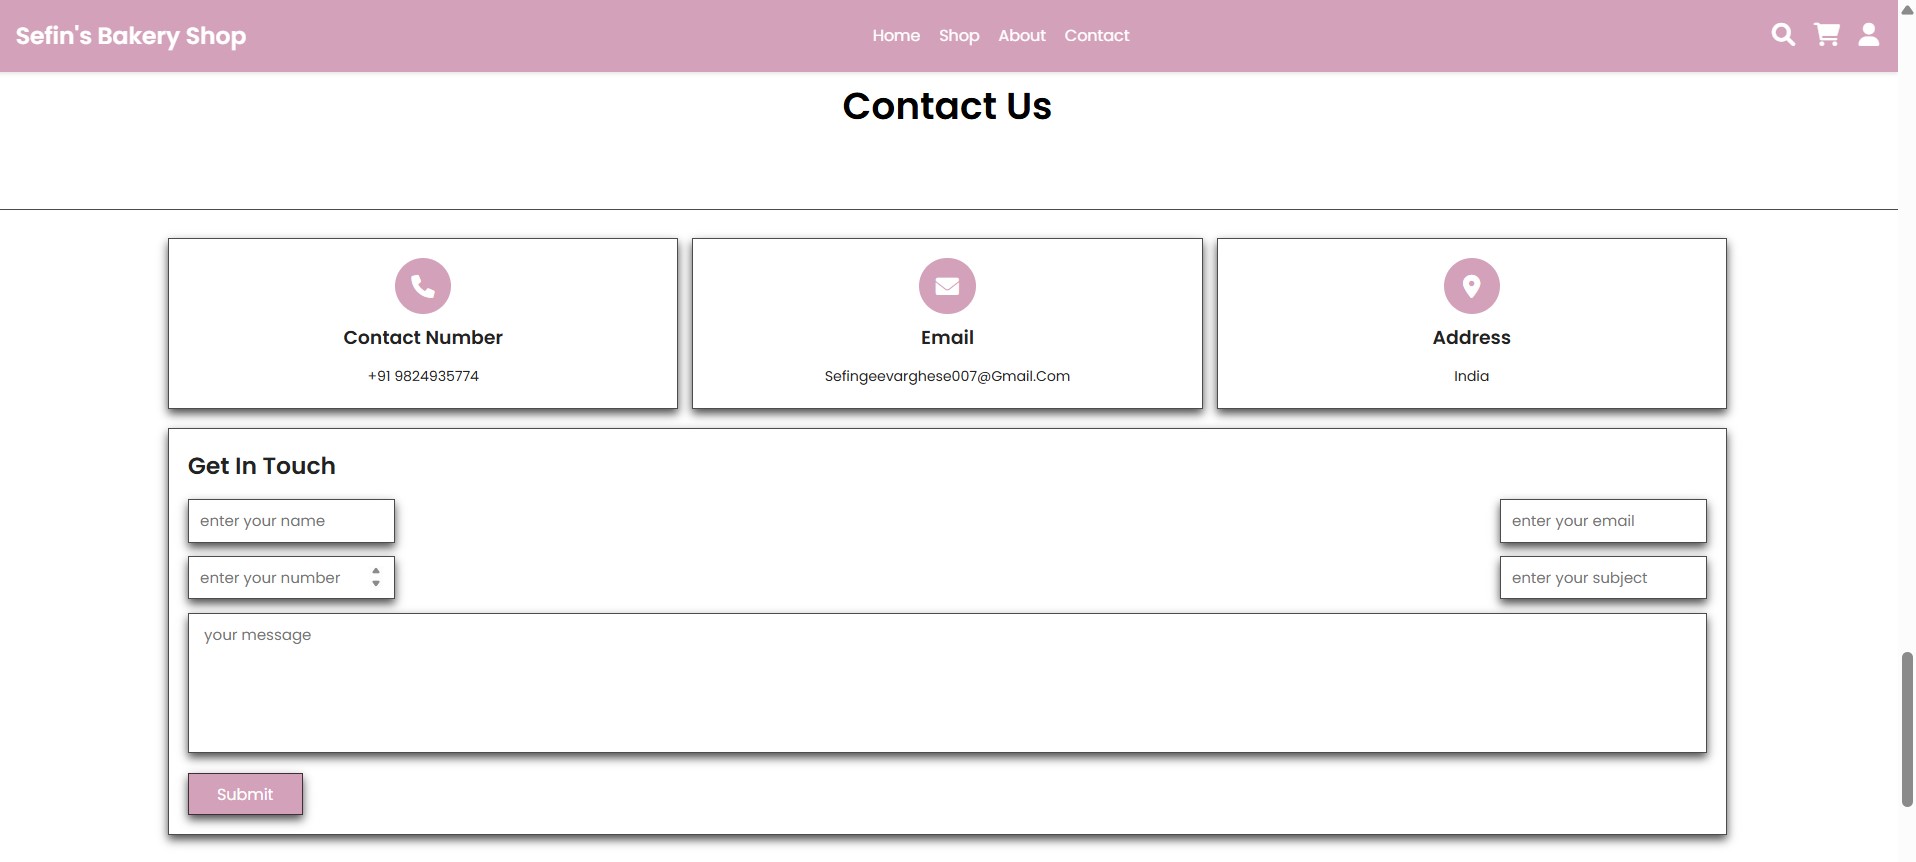 Sefin's Bakery Shop
Home Shop About Contact
Contact Us
Contact Number
+91 9824935774
Email
Sefingeevarghese007@Gmail.Com
Address
India
Get In Touch
enter your name
enter your email
enter your number
enter your subject
your message
Submit